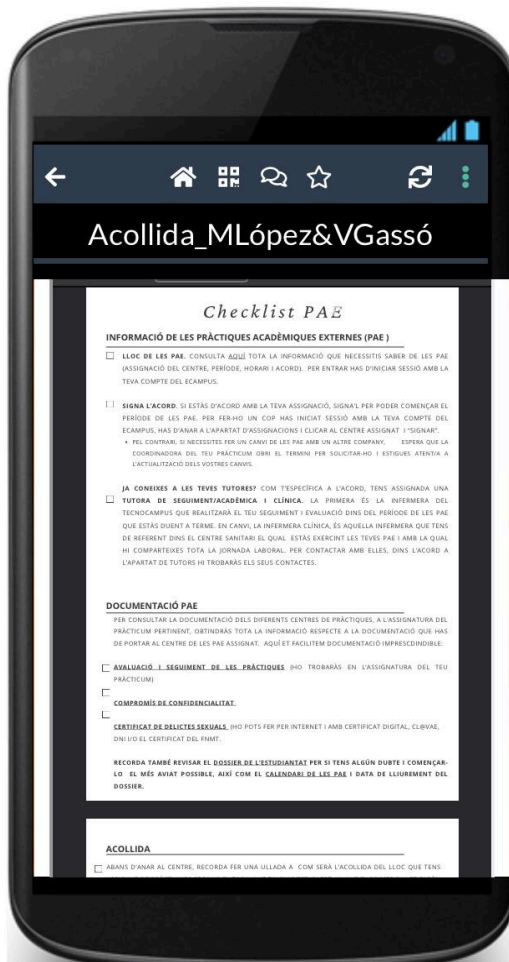 Acollida_MLópez&VGassó
Checklist PAE
INFORMACIÓ DE LES PRÀCTIQUES ACADÈMIQUES EXTERNES (PAE )
LLOC DE LES PAE. CONSULTA AQUÍ TOTA LA INFORMACIÓ QUE NECESSITIS SABER DE LES PAE
(ASSIGNACIÓ DEL CENTRE, PERÍODE, HORARI I ACORD). PER ENTRAR HAS D'INICIAR SESSIÓ AMB LA
TEVA COMPTE DEL ECAMPUS.
SIGNA L'ACORD. SI ESTÀS D'ACORD AMB LA TEVA ASSIGNACIÓ, SIGNA'L PER PODER COMENÇAR EL
PERÍODE DE LES PAE. PER FER-HO UN COP HAS INICIAT SESSIÓ AMB LA TEVA COMPTE DEL
ECAMPUS, HAS D'ANAR A L'APARTAT D'ASSIGNACIONS I CLICAR AL CENTRE ASSIGNAT I "SIGNAR".
• PEL CONTRARI, SI NECESSITES FER UN CANVI DE LES PAE AMB UN ALTRE COMPANY, ESPERA QUE LA
COORDINADORA DEL TEU PRÀCTICUM OBRI EL TERMINI PER SOLICITAR-HO I ESTIGUES ATENT/A A
L'ACTUALITZACIÓ DELS VOSTRES CANVIS.
JA CONEIXES A LES TEVES TUTORES? COM T'ESPECÍFICA A L'ACORD, TENS ASSIGNADA UNA
TUTORA DE SEGUIMENT/ACADÈMICA I CLÍNICA. LA PRIMERA ÉS LA INFERMERA DEL
TECNOCAMPUS QUE REALITZARÀ EL TEU SEGUIMENT I EVALUACIÓ DINS DEL PERÍODE DE LES PAE
QUE ESTÀS DUENT A TERME. EN CANVI, LA INFERMERA CLÍNICA, ÉS AQUELLA INFERMERA QUE TENS
DE REFERENT DINS EL CENTRE SANITARI EL QUAL ESTÀS EXERCINT LES TEVES PAE I AMB LA QUAL
HI COMPARTEIXES TOTA LA JORNADA LABORAL. PER CONTACTAR AMB ELLES, DINS L'ACORD A
L'APARTAT DE TUTORS HI TROBARÀS ELS SEUS CONTACTES.
DOCUMENTACIÓ PAE
PER CONSULTAR LA DOCUMENTACIÓ DELS DIFERENTS CENTRES DE PRÀCTIQUES, A L'ASSIGNATURA DEL
PRÀCTICUM PERTINENT, OBTINDRÀS TOTA LA INFORMACIÓ RESPECTE A LA DOCUMENTACIÓ QUE HAS
DE PORTAR AL CENTRE DE LES PAE ASSIGNAT. AQUÍ ET FACILITEM DOCUMENTACIÓ IMPRESCDINDIBLE:
AVALUACIÓ I SEGUIMENT DE LES PRÀCTIQUES (HO TROBARÀS EN L'ASSIGNATURA DEL TEU
PRÀCTICUM)
COMPROMÍS DE CONFIDENCIALITAT
CERTIFICAT DE DELICTES SEXUALS (HO POTS FER PER INTERNET I AMB CERTIFICAT DIGITAL, CL@VAE,
DNI I/O EL CERTIFICAT DEL FNMT.
RECORDA TAMBÉ REVISAR EL DOSSIER DE L'ESTUDIANTAT PER SI TENS ALGÚN DUBTE I COMENÇAR-
LO EL MÉS AVIAT POSSIBLE, AIXÍ COM EL CALENDARI DE LES PAE I DATA DE LLIUREMENT DEL
DOSSIER.
ACOLLIDA
ABANS D'ANAR AL CENTRE, RECORDA FER UNA ULLADA A COM SERÀ L'ACOLLIDA DEL LLOC QUE TENS